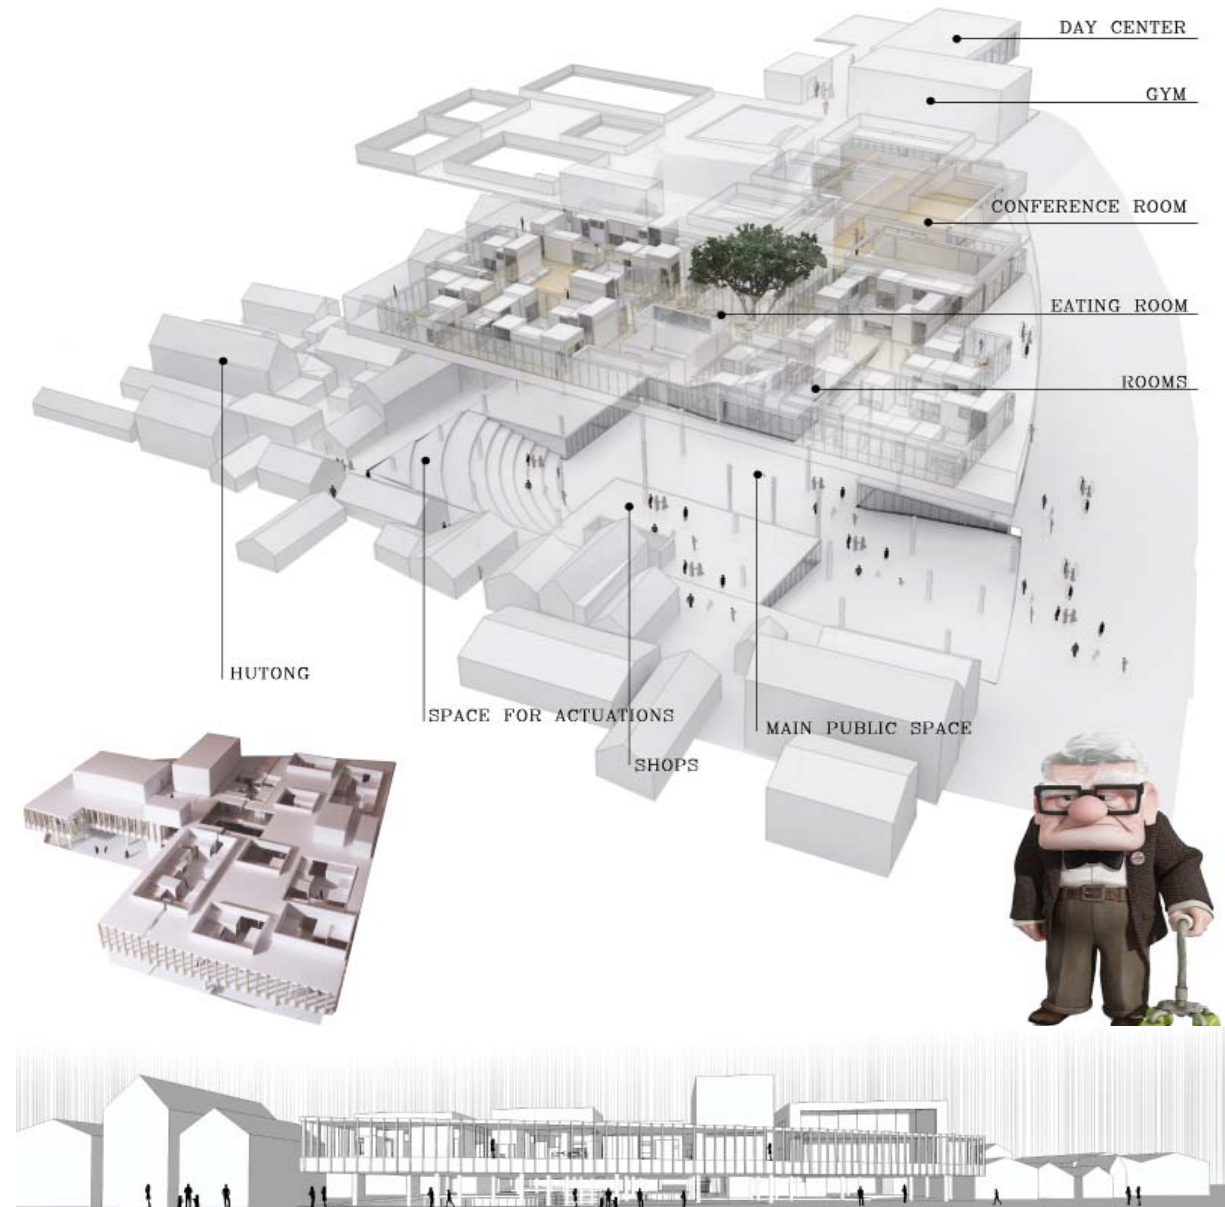 DAY CENTER
GYM
CONFERENCE ROOM
EATING ROOM
ROOMS
HUTONG
SPACE FOR ACTUATIONS
MAIN PUBLIC SPACE
SHOPS